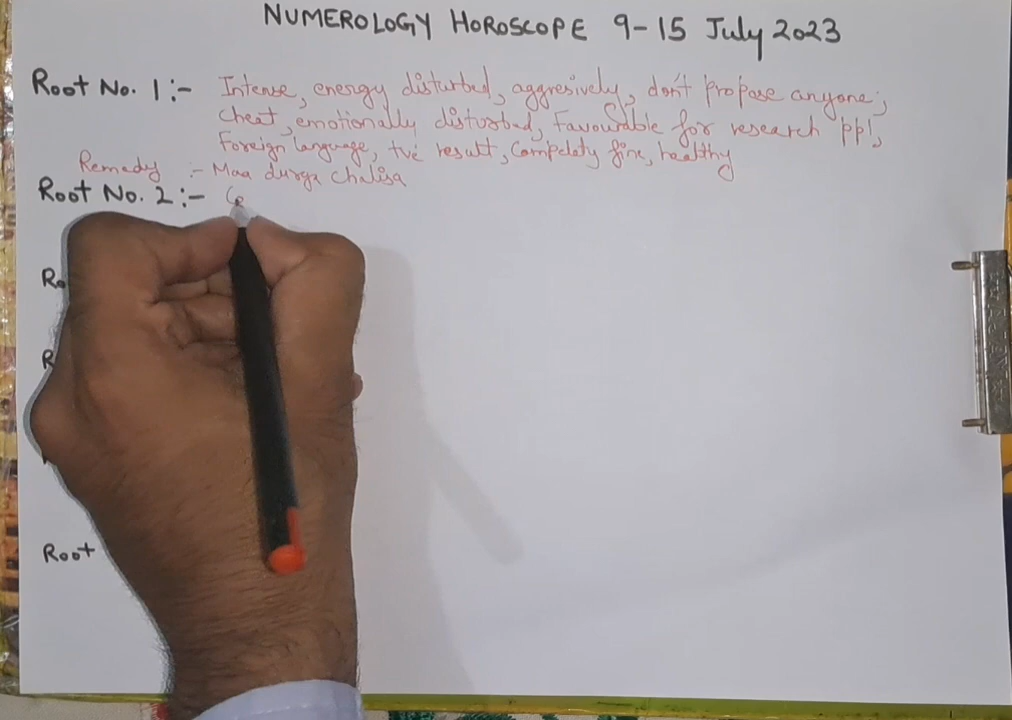 NUMEROLOGY HOROSCOPE 9-15 July 2023
Root No. 1 :- Intense, energy disturbed, aggresively, don't propose anyone;
Cheat, emotionally disturbed, Favourable for research ppl,
Foreign language, +ve result, Completely fine, healthy
Remedy :- Maa durga Chalisa
Root No. 2 :-
Root